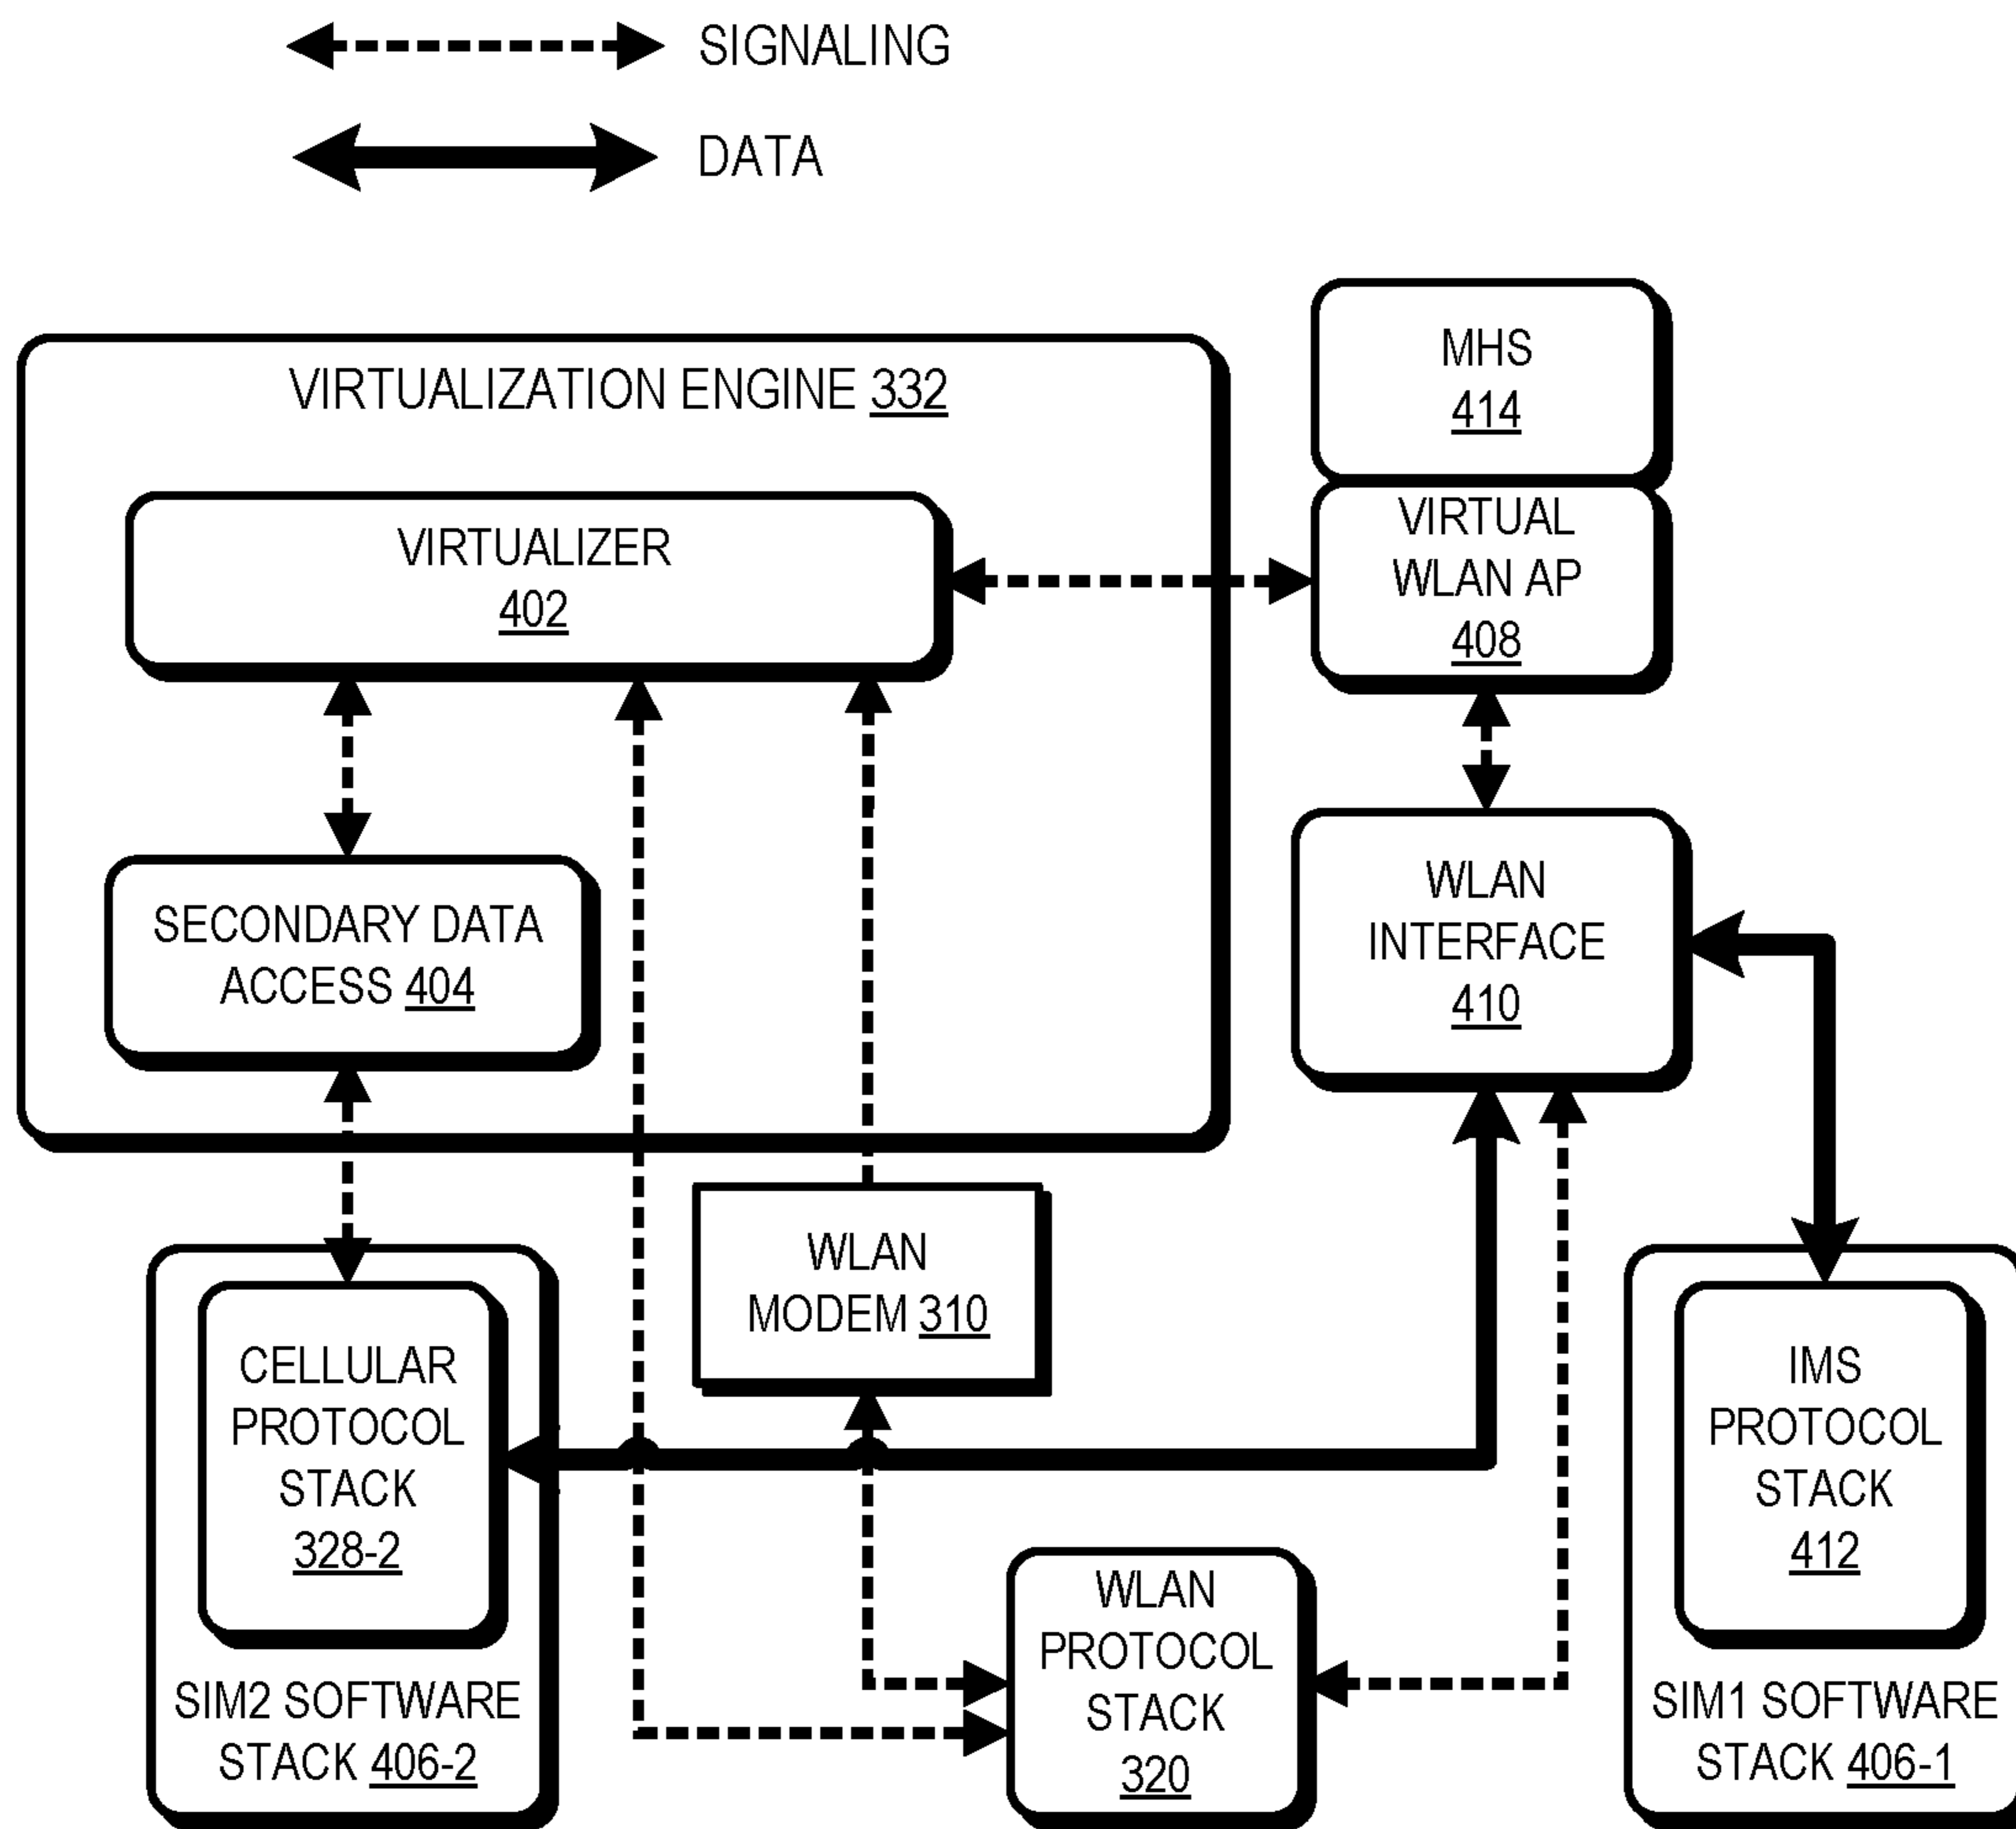 SIGNALING
DATA
VIRTUALIZATION ENGINE 332
MHS
414
VIRTUALIZER
402
VIRTUAL
WLAN AP
408
SECONDARY DATA
ACCESS 404
WLAN
INTERFACE
410
WLAN
MODEM 310
CELLULAR
PROTOCOL
STACK
328-2
SIM2 SOFTWARE
STACK 406-2
WLAN
PROTOCOL
STACK
320
IMS
PROTOCOL
STACK
412
SIM1 SOFTWARE
STACK 406-1